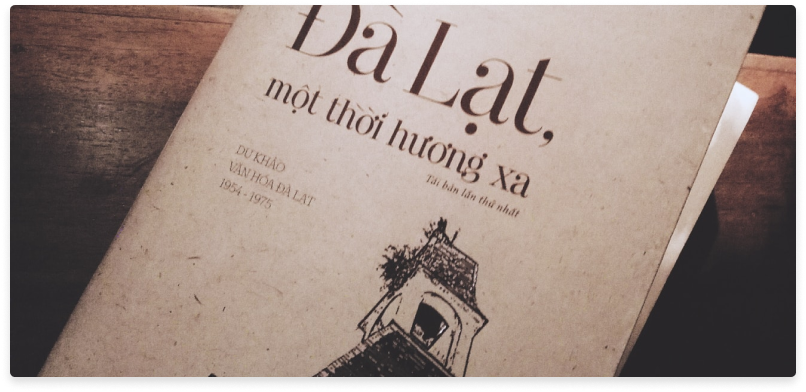 Đà Lạt,
một thời hương xa
Tái bản lần thứ nhất
DU KHẢO
VĂN HÓA ĐÀ LẠT
1954 - 1975